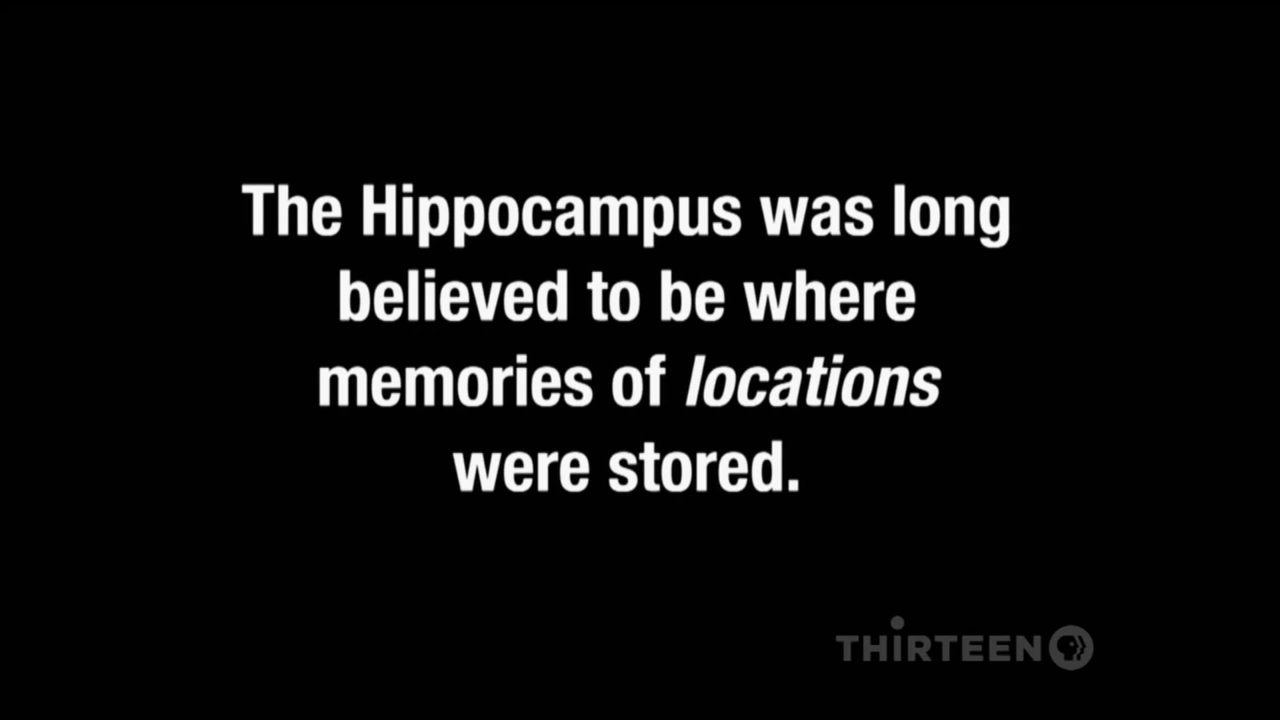 The Hippocampus was long
believed to be where
memories of locations
were stored.
THIRTEEN